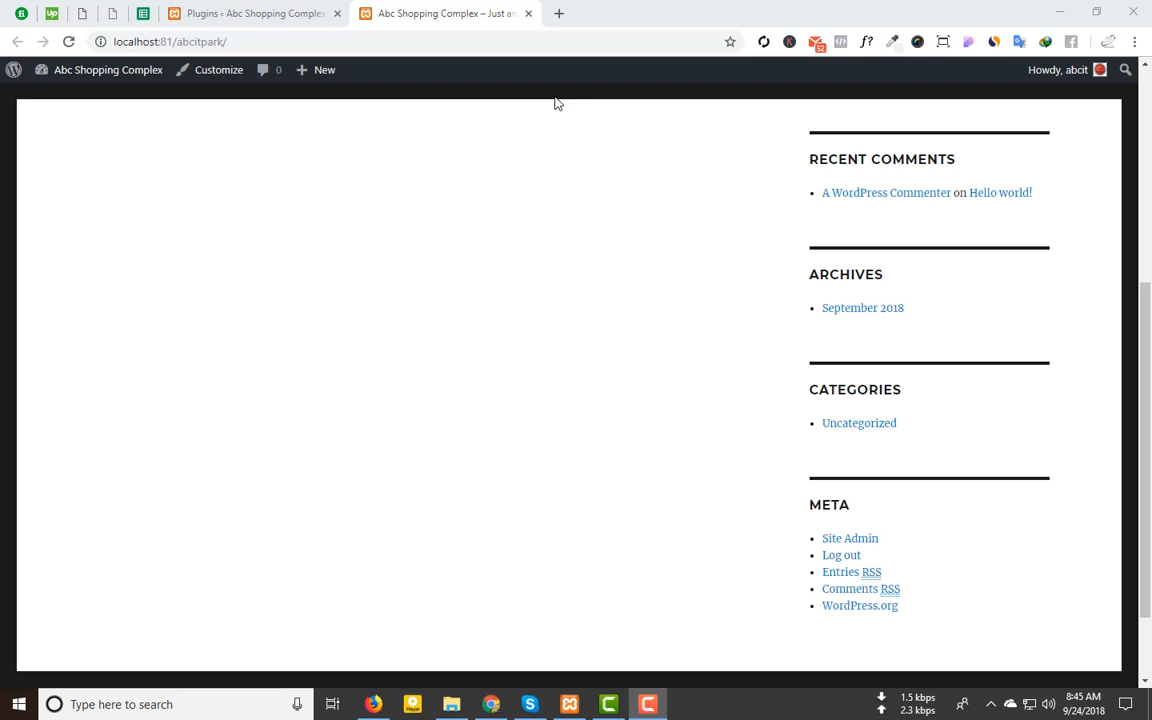 Plugins ‹ Abc Shopping Complex
Abc Shopping Complex – Just an
localhost:81/abcitpark/
52
f?
Abc Shopping Complex
Customize
0
New
Howdy, abcit
RECENT COMMENTS
A WordPress Commenter on Hello world!
ARCHIVES
September 2018
CATEGORIES
Uncategorized
META
Site Admin
Log out
Entries RSS
Comments RSS
WordPress.org
Type here to search
1.5 kbps
2.3 kbps
8:45 AM
9/24/2018